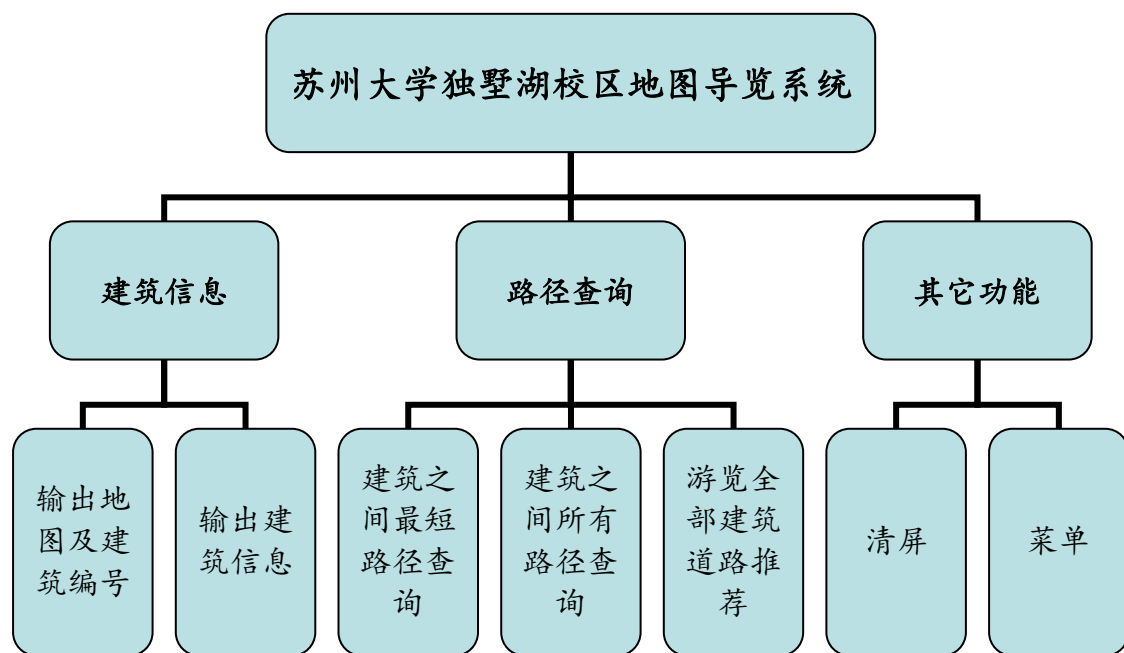 苏州大学独墅湖校区地图导览系统
建筑信息
路径查询
其它功能
输出地
图及建
筑编号
输出建
筑信息
建筑之
间最短
路径查
询
建筑之
间所有
路径查
询
游览全
部建筑
道路推
荐
清屏
菜单